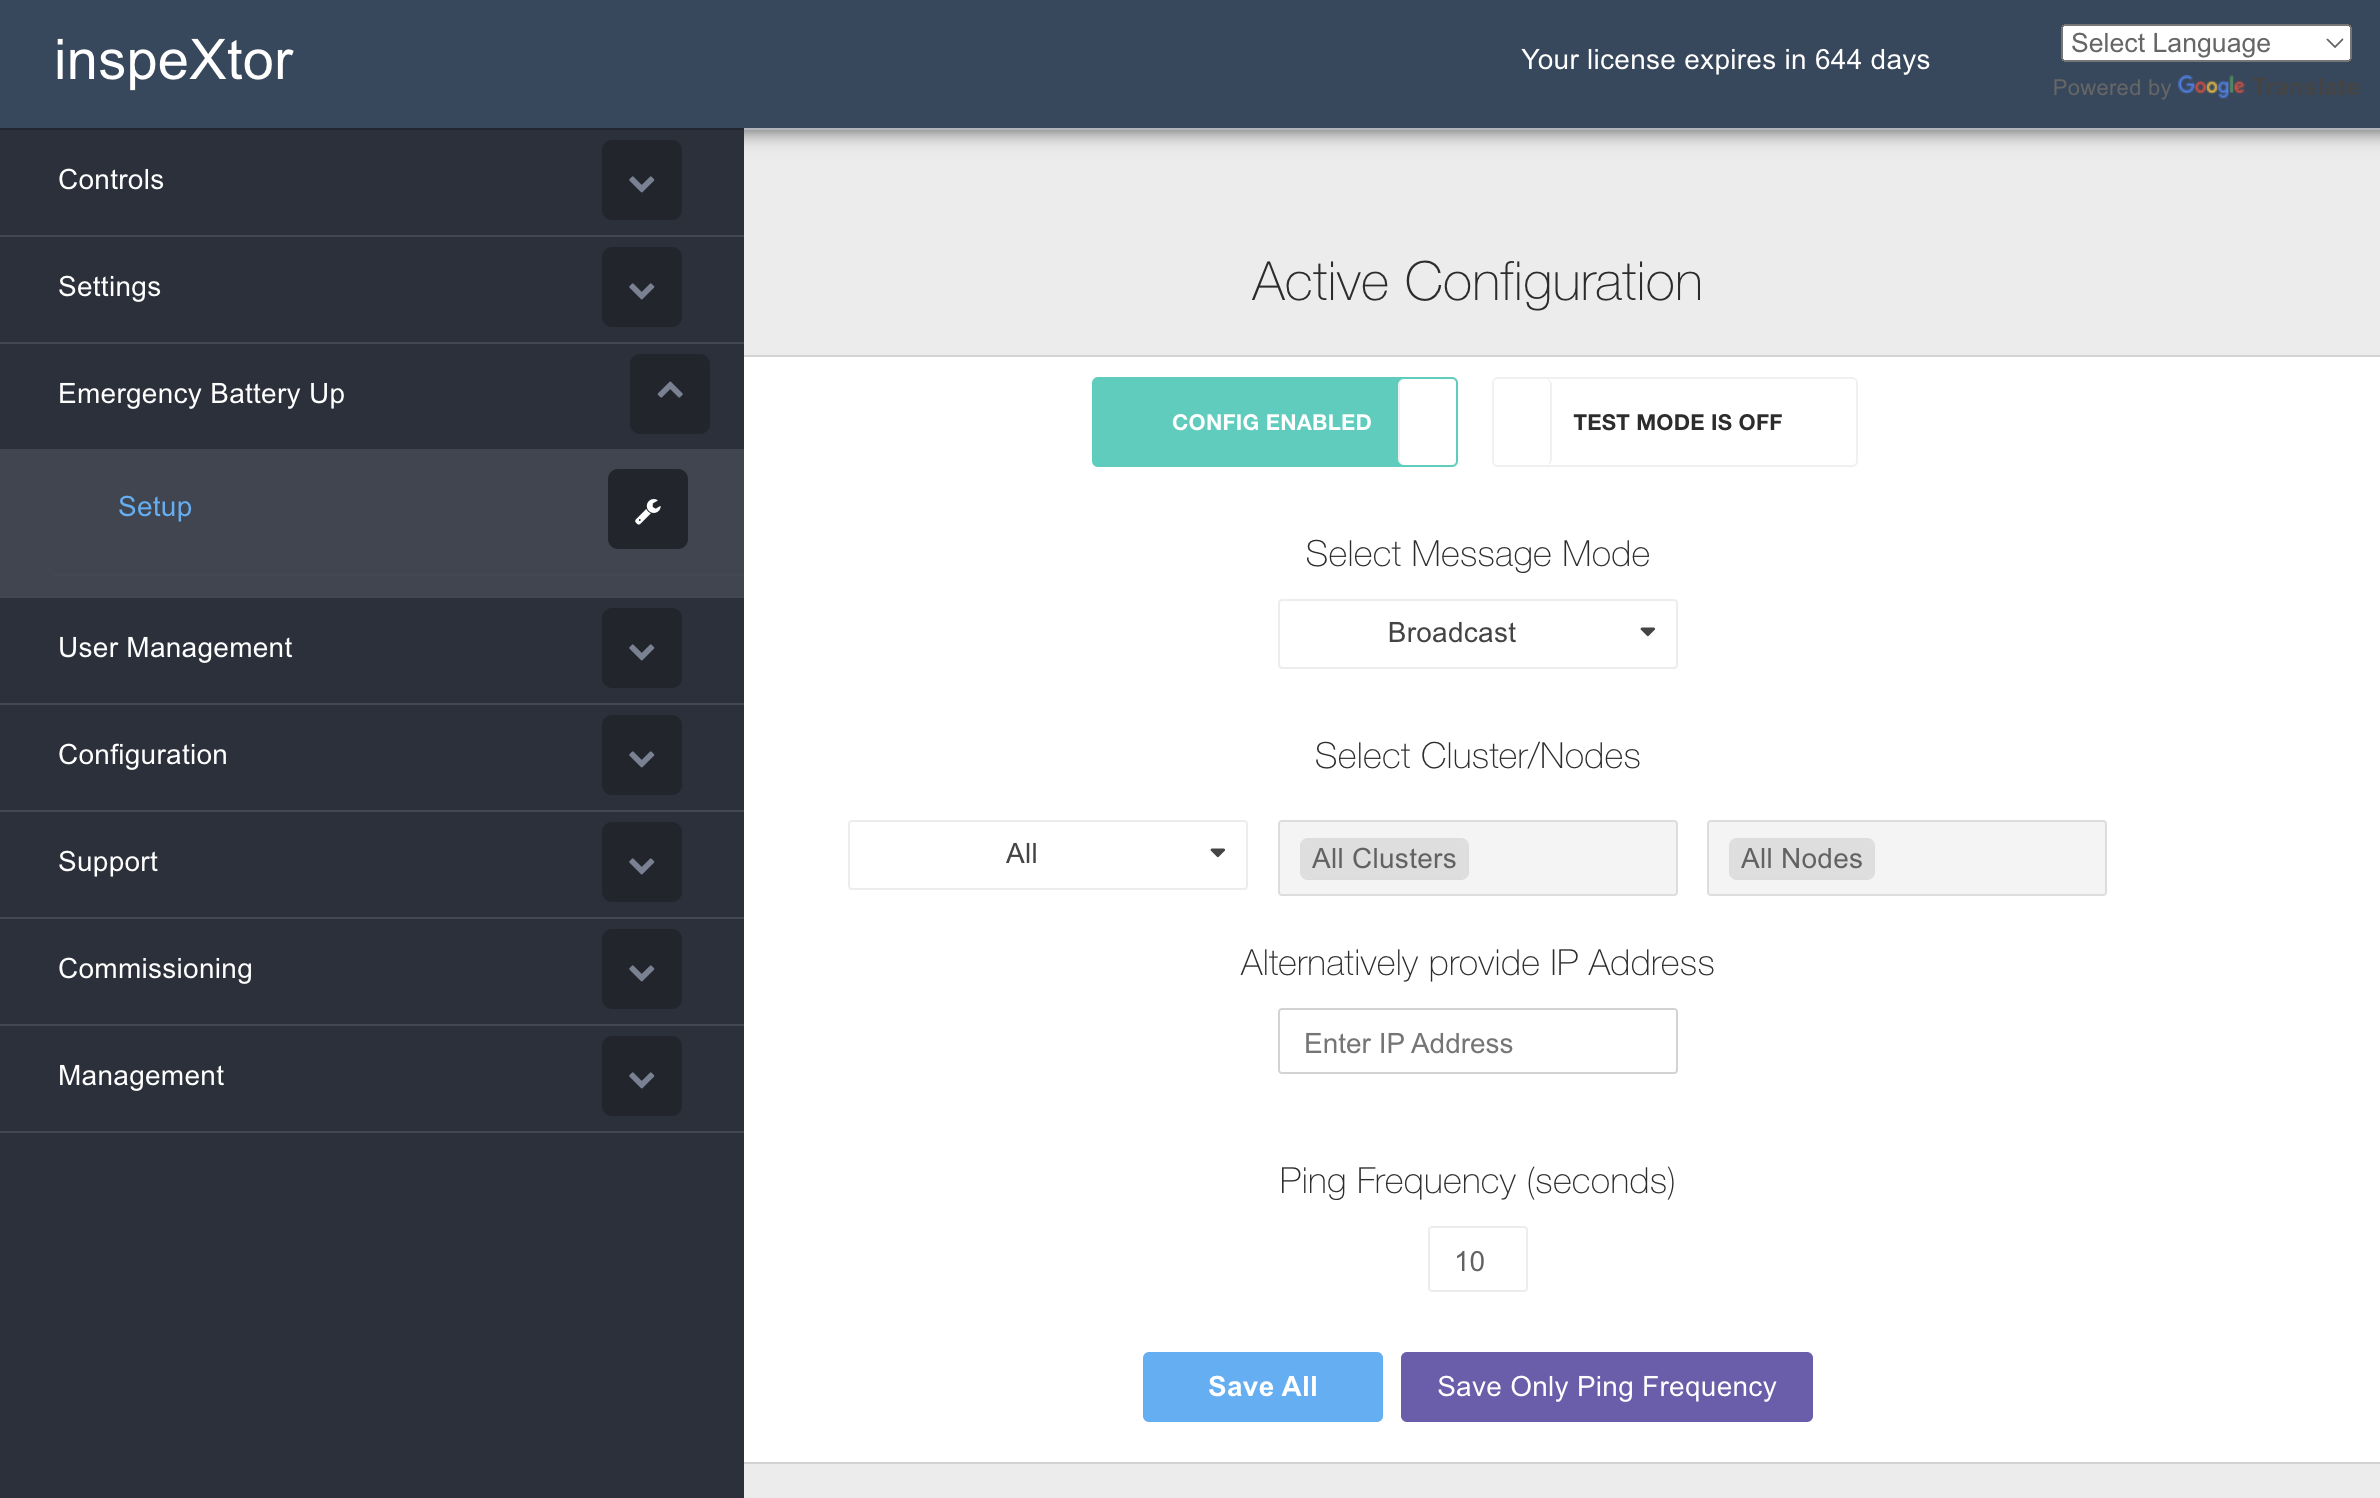 inspeXtor
Your license expires in 644 days
Select Language
Powered by Google Translate
Controls
Settings
Emergency Battery Up
Setup
User Management
Configuration
Support
Commissioning
Management
Active Configuration
CONFIG ENABLED
TEST MODE IS OFF
Select Message Mode
Broadcast
Select Cluster/Nodes
All
All Clusters
All Nodes
Alternatively provide IP Address
Enter IP Address
Ping Frequency (seconds)
10
Save All
Save Only Ping Frequency